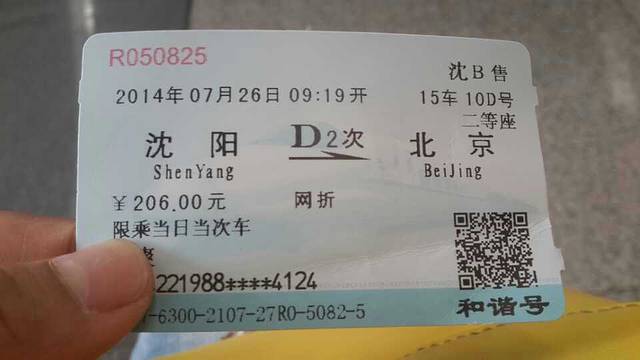 R050825
沈B售
2014年07月26日09:19开
15车10D号
二等座
沈阳 D2次 北京
ShenYang BeiJing
￥206.00元 网折
限乘当日当次车
爽
221988****4124
-6300-2107-27R0-5082-5
和谐号